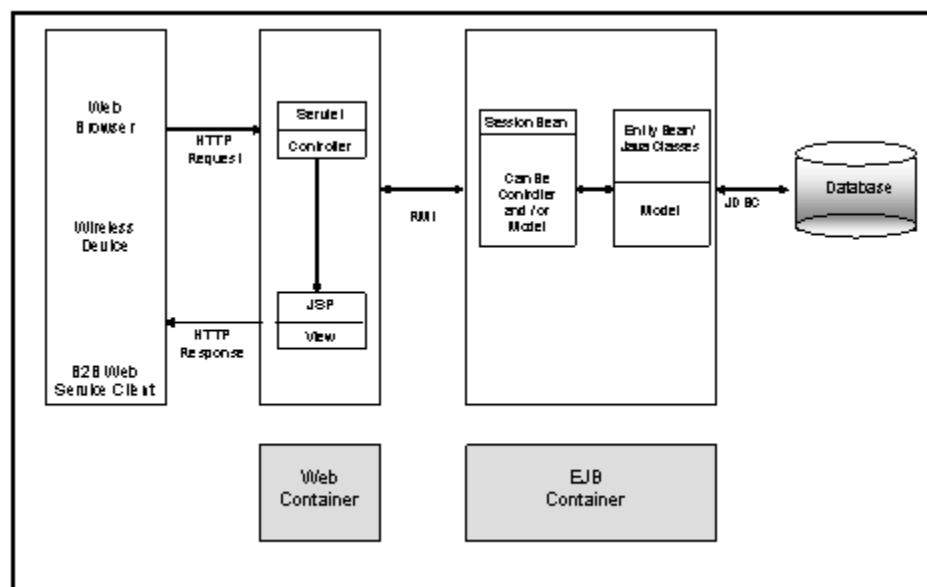 Web
Browser
Wireless
Device
B2B Web
Service Client
HTTP
Request
HTTP
Response
Servlet
Controller
JSP
View
RMI
Session Bean
Can Be
Controller
and / or
Model
Entity Bean/
Java Classes
Model
JDBC
Database
Web
Container
EJB
Container